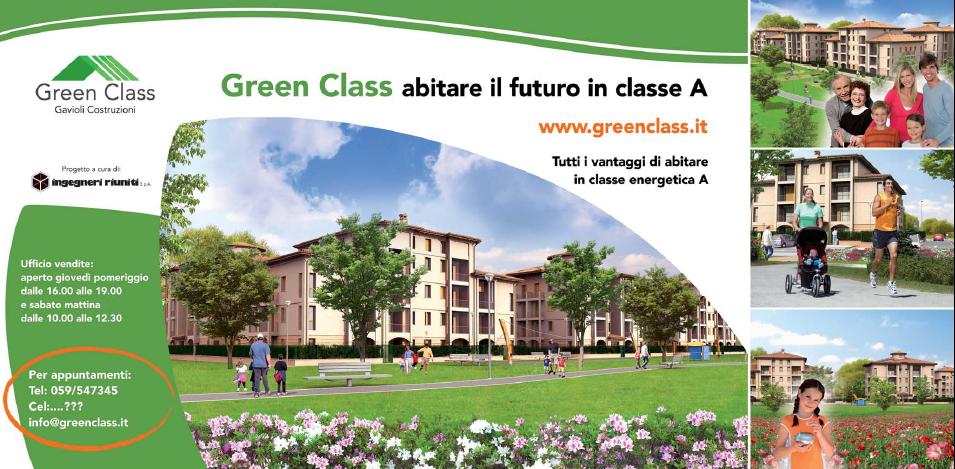 Green Class
Gavioli Costruzioni
Green Class abitare il futuro in classe A
www.greenclass.it
Tutti i vantaggi di abitare
in classe energetica A
Progetto a cura di:
ingegneri riuniti S.p.A.
Ufficio vendite:
aperto giovedì pomeriggio
dalle 16.00 alle 19.00
e sabato mattina
dalle 10.00 alle 12.30
Per appuntamenti:
Tel: 059/547345
Cel:....???
info@greenclass.it